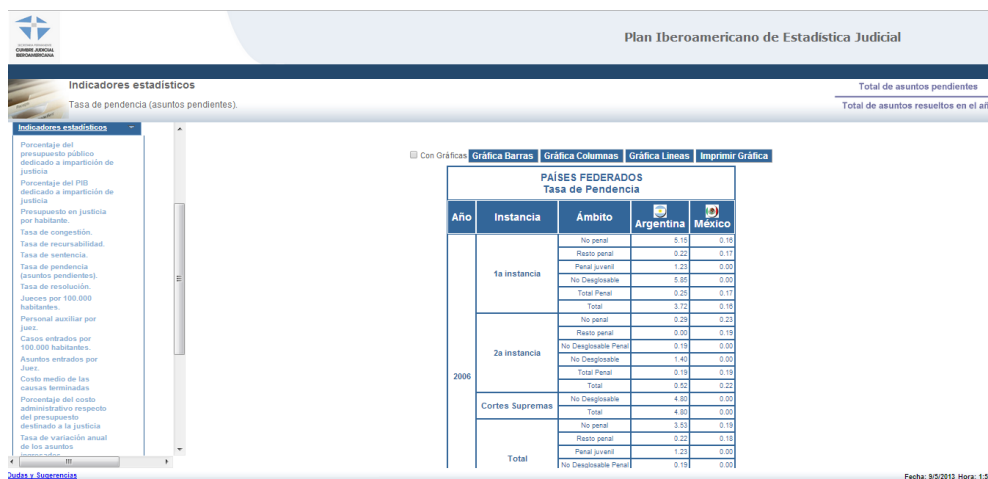 CUMBRE JUDICIAL
IBEROAMERICANA
Plan Iberoamericano de Estadística Judicial
Indicadores estadísticos
Tasa de pendencia (asuntos pendientes).
Total de asuntos pendientes
Total de asuntos resueltos en el añ
Indicadores estadísticos −
Porcentaje del
presupuesto público
dedicado a impartición de
justicia
Porcentaje del PIB
dedicado a impartición de
justicia
Presupuesto en justicia
por habitante.
Tasa de congestión.
Tasa de recursabilidad.
Tasa de sentencia.
Tasa de pendencia
(asuntos pendientes).
Tasa de resolución.
Jueces por 100.000
habitantes.
Personal auxiliar por
juez.
Casos entrados por
100.000 habitantes.
Asuntos entrados por
Juez.
Costo medio de las
causas terminadas
Porcentaje del costo
administrativo respecto
del presupuesto
destinado a la justicia
Tasa de variación anual
de los asuntos
ingresados
Con Gráficas Gráfica Barras Gráfica Columnas Gráfica Lineas Imprimir Gráfica
PAÍSES FEDERADOS
Tasa de Pendencia
Año Instancia Ámbito Argentina México
2006
1a instancia
No penal 5.15 0.16
Resto penal 0.22 0.17
Penal juvenil 1.23 0.00
No Desglosable 5.85 0.00
Total Penal 0.25 0.17
Total 3.72 0.16
2a instancia
No penal 0.29 0.23
Resto penal 0.00 0.19
No Desglosable Penal 0.19 0.00
No Desglosable 1.40 0.00
Total Penal 0.19 0.19
Total 0.52 0.22
Cortes Supremas
No Desglosable 4.80 0.00
Total 4.80 0.00
Total
No penal 3.53 0.19
Resto penal 0.22 0.18
Penal juvenil 1.23 0.00
No Desglosable Penal 0.19 0.00
Dudas y Sugerencias
Fecha: 9/5/2013 Hora: 1:5